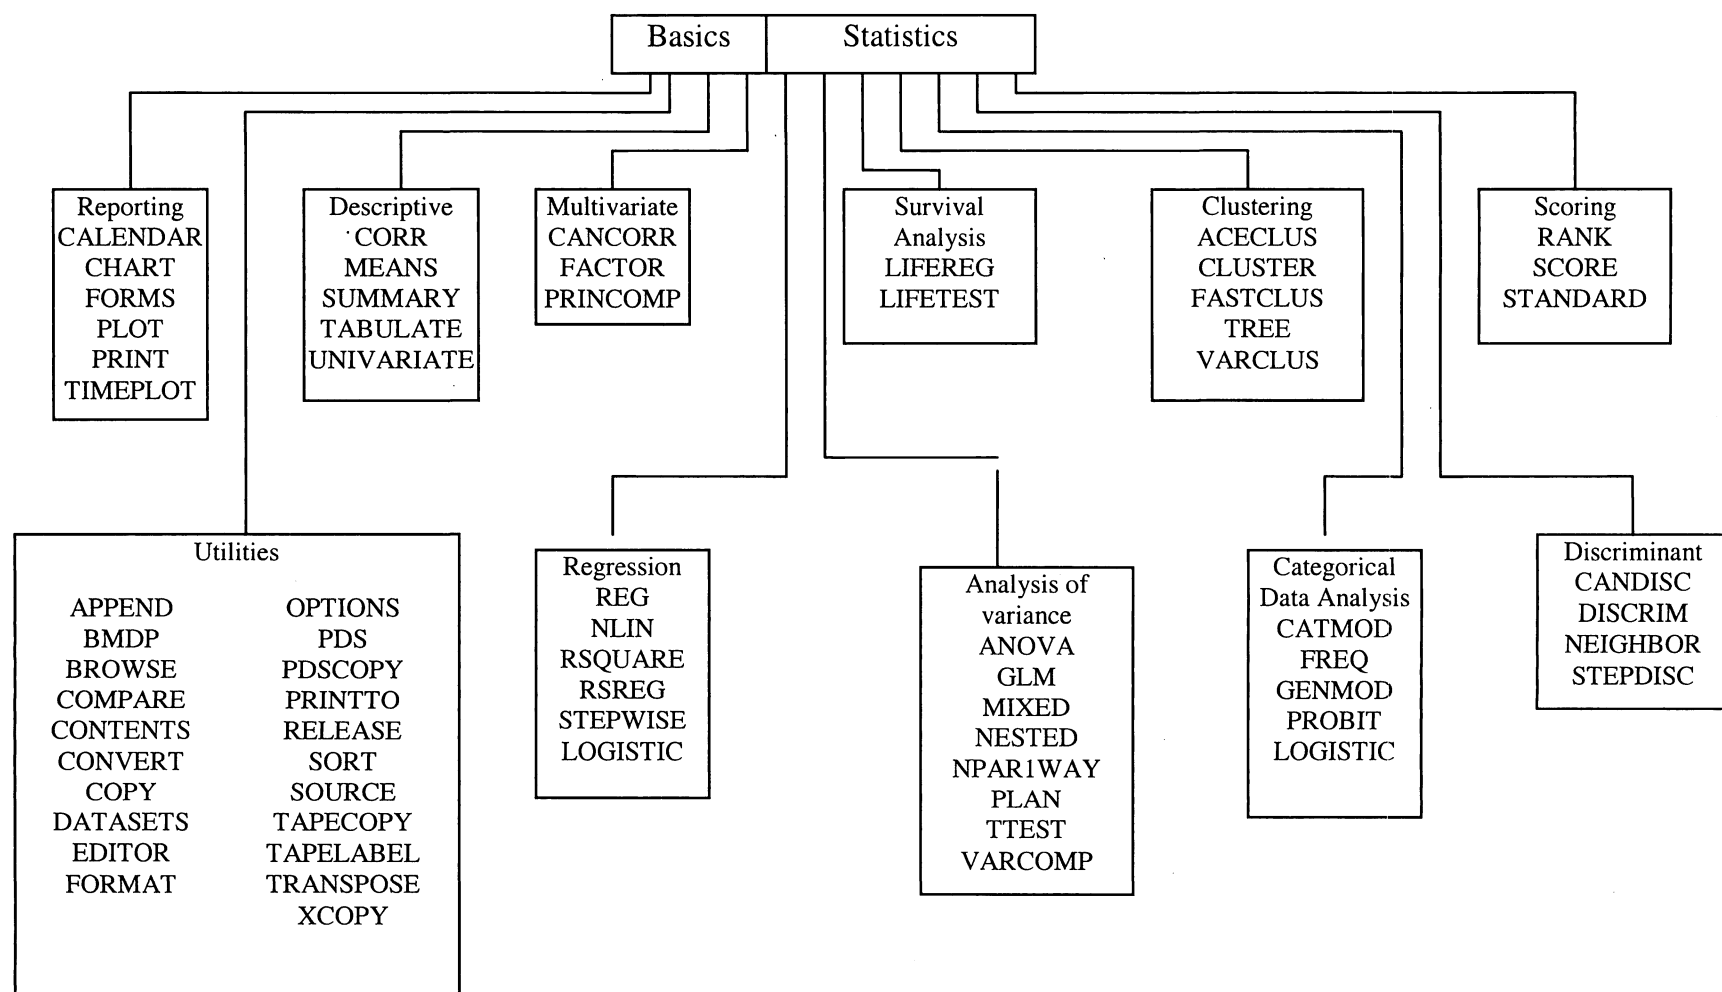 Basics
Statistics
Reporting
CALENDAR
CHART
FORMS
PLOT
PRINT
TIMEPLOT
Descriptive
CORR
MEANS
SUMMARY
TABULATE
UNIVARIATE
Multivariate
CANCORR
FACTOR
PRINCOMP
Survival
Analysis
LIFEREG
LIFETEST
Clustering
ACECLUS
CLUSTER
FASTCLUS
TREE
VARCLUS
Scoring
RANK
SCORE
STANDARD
Utilities
APPEND
BMDP
BROWSE
COMPARE
CONTENTS
CONVERT
COPY
DATASETS
EDITOR
FORMAT
OPTIONS
PDS
PDSCOPY
PRINTTO
RELEASE
SORT
SOURCE
TAPECOPY
TAPELABEL
TRANSPOSE
XCOPY
Regression
REG
NLIN
RSQUARE
RSREG
STEPWISE
LOGISTIC
Analysis of
variance
ANOVA
GLM
MIXED
NESTED
NPAR1WAY
PLAN
TTEST
VARCOMP
Categorical
Data Analysis
CATMOD
FREQ
GENMOD
PROBIT
LOGISTIC
Discriminant
CANDISC
DISCRIM
NEIGHBOR
STEPDISC